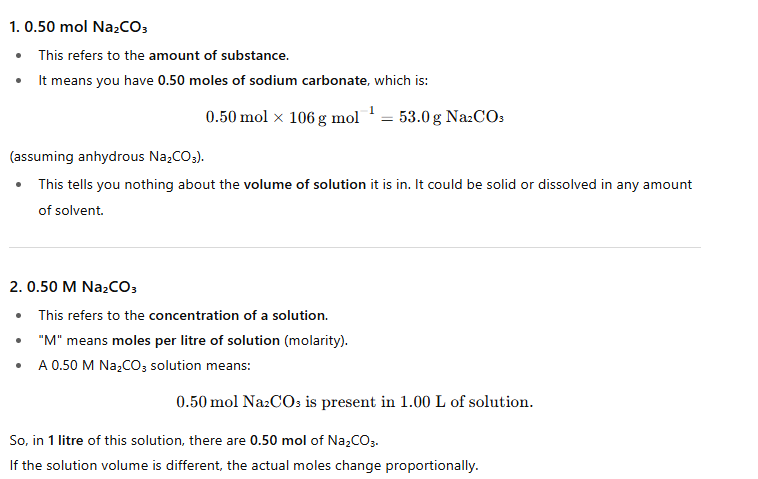 1. 0.50 mol Na₂CO₃
• This refers to the amount of substance.
• It means you have 0.50 moles of sodium carbonate, which is:
0.50 mol × 106 g mol⁻¹ = 53.0 g Na₂CO₃
(assuming anhydrous Na₂CO₃).
• This tells you nothing about the volume of solution it is in. It could be solid or dissolved in any amount
of solvent.
2. 0.50 M Na₂CO₃
• This refers to the concentration of a solution.
• "M" means moles per litre of solution (molarity).
• A 0.50 M Na₂CO₃ solution means:
0.50 mol Na₂CO₃ is present in 1.00 L of solution.
So, in 1 litre of this solution, there are 0.50 mol of Na₂CO₃.
If the solution volume is different, the actual moles change proportionally.